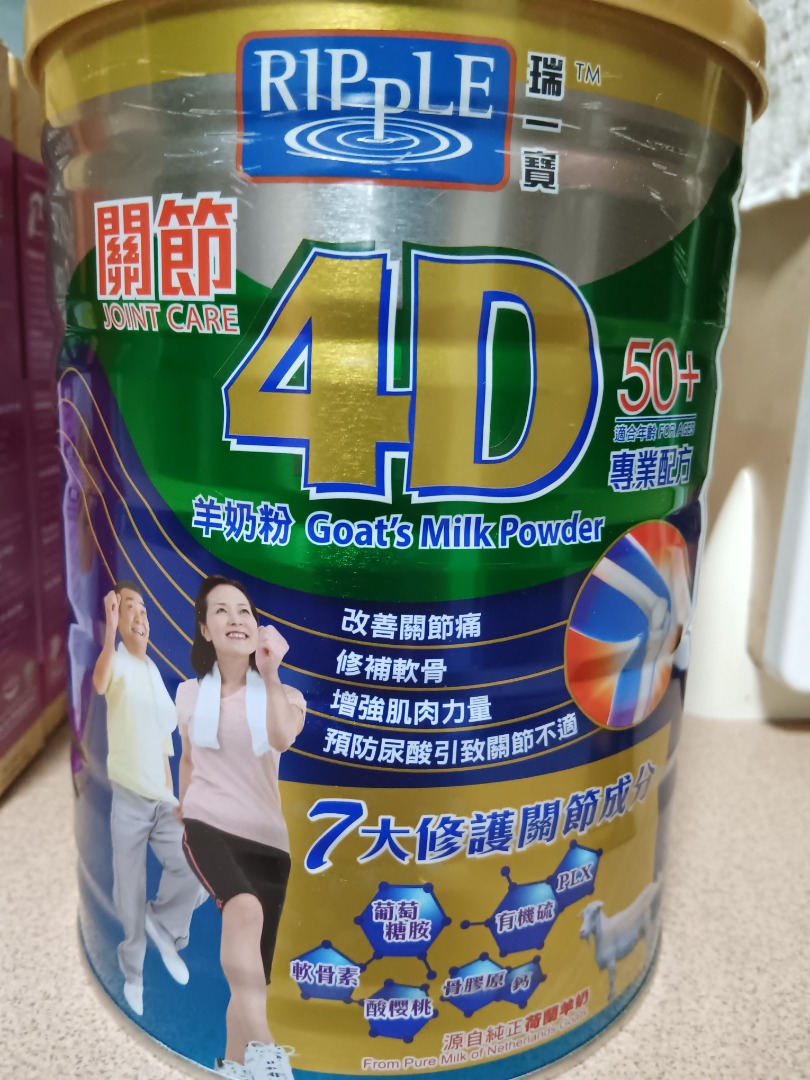 RIPPLE
瑞一寶 TM
關節
JOINT CARE
4D
50+
適合年齡 FOR AGES
專業配方
羊奶粉 Goat's Milk Powder
改善關節痛
修補軟骨
增強肌肉力量
預防尿酸引致關節不適
7大修護關節成分
PLX
葡萄
糖胺
有機硫
軟骨素
酸櫻桃
骨膠原
鈣
源自純正荷蘭羊奶
From Pure Milk of Netherlands Goats